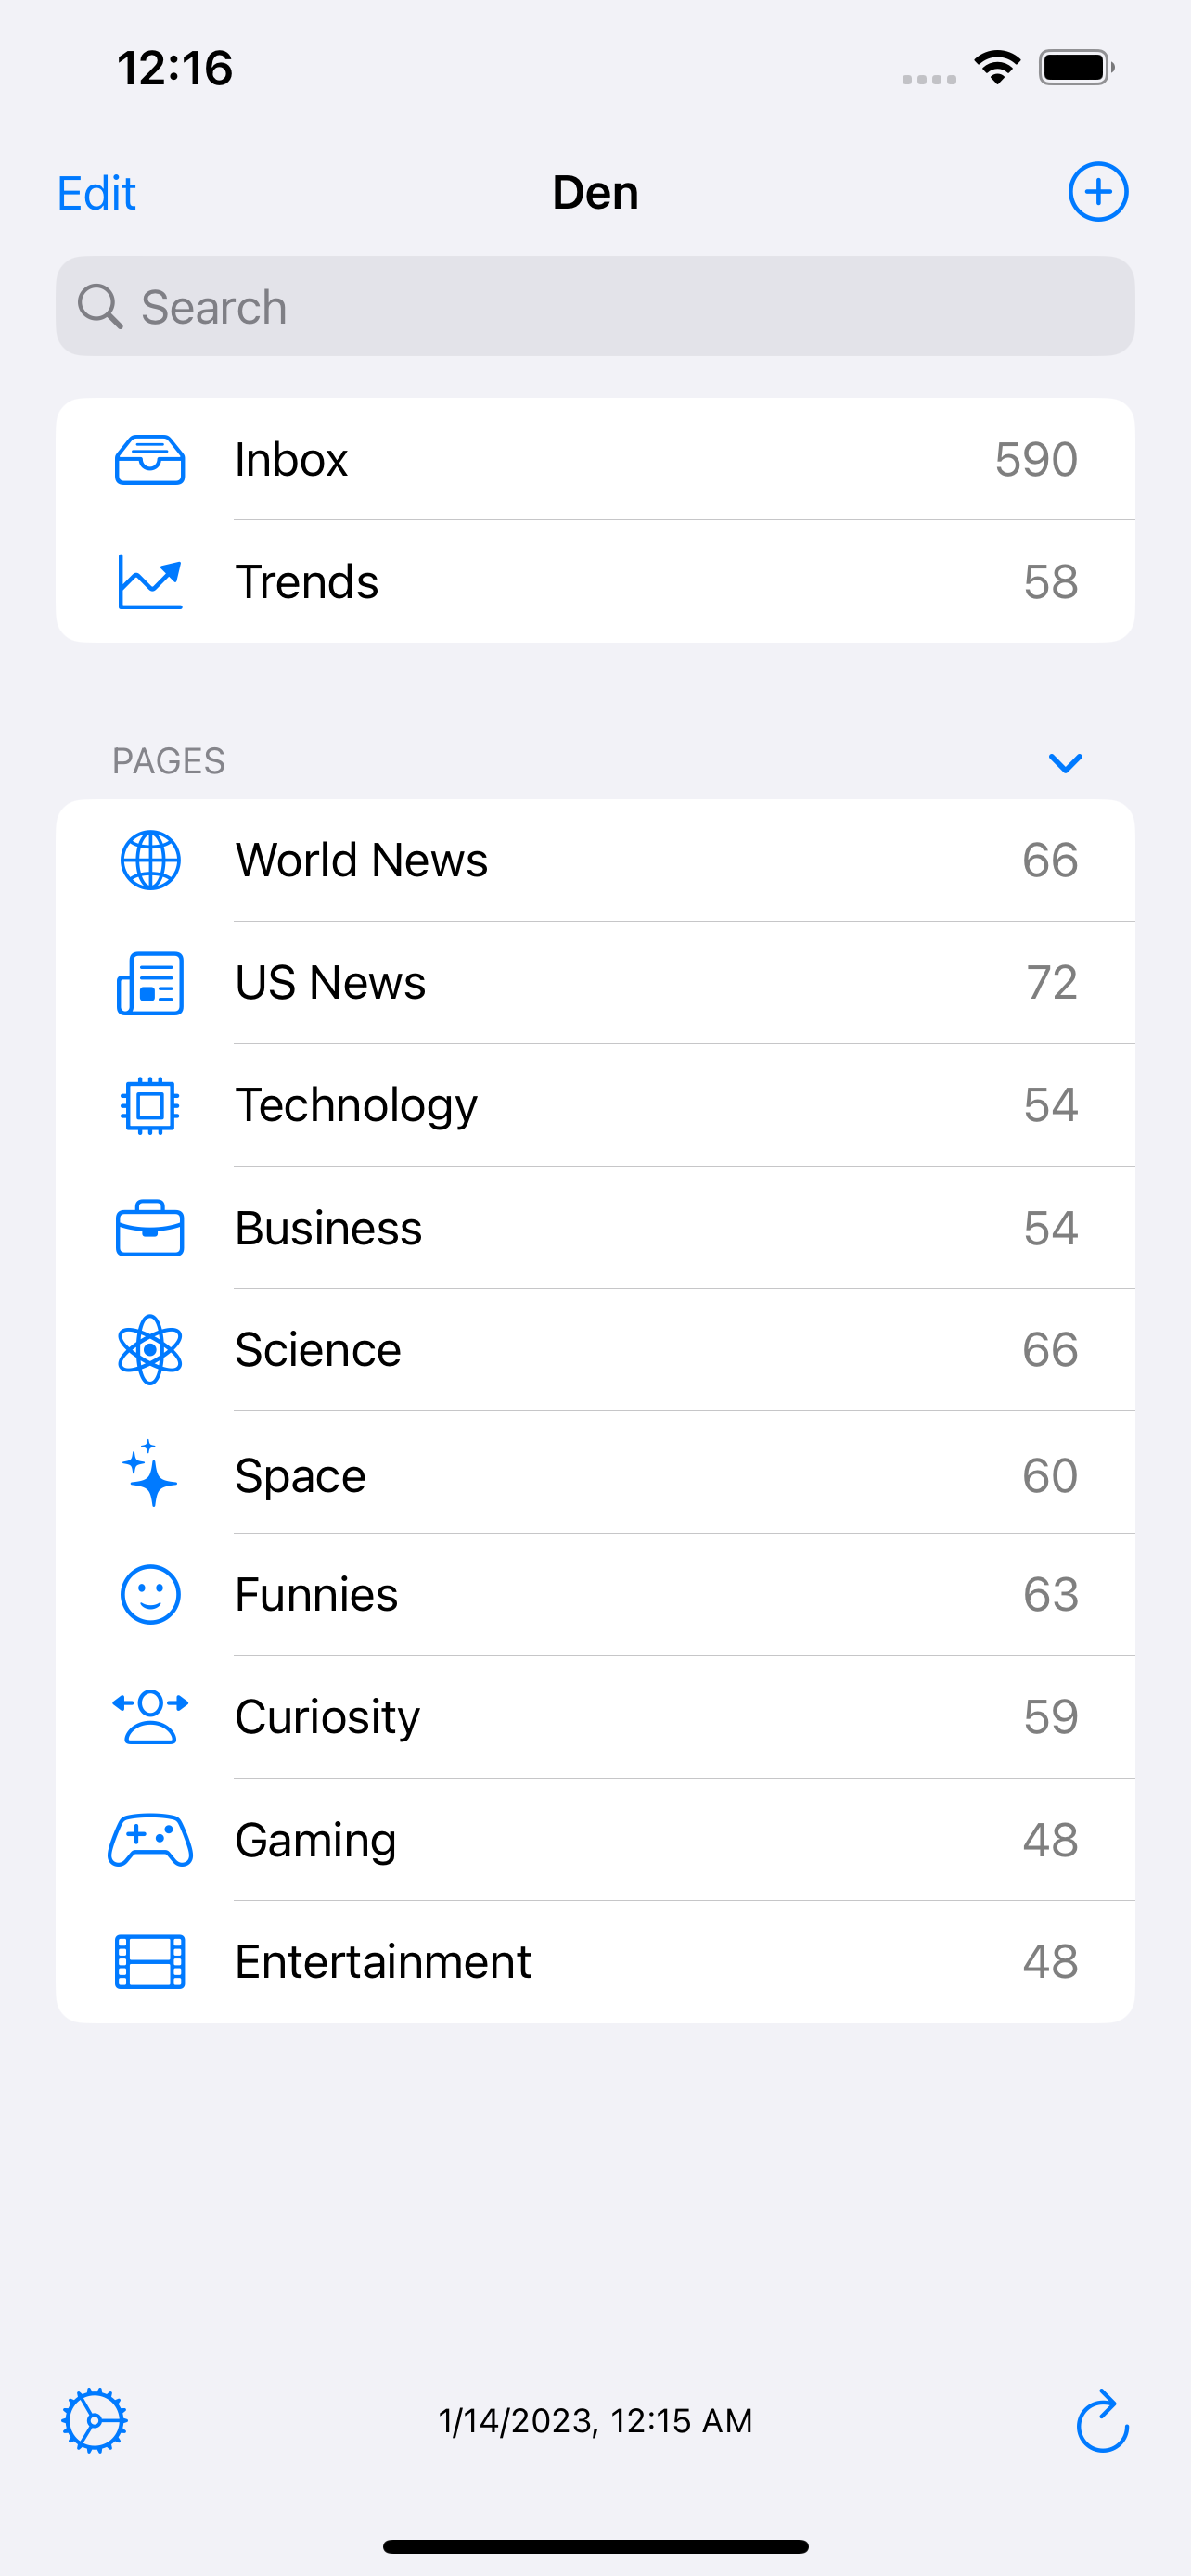 12:16
Edit Den
Search
Inbox 590
Trends 58
PAGES
World News 66
US News 72
Technology 54
Business 54
Science 66
Space 60
Funnies 63
Curiosity 59
Gaming 48
Entertainment 48
1/14/2023, 12:15 AM